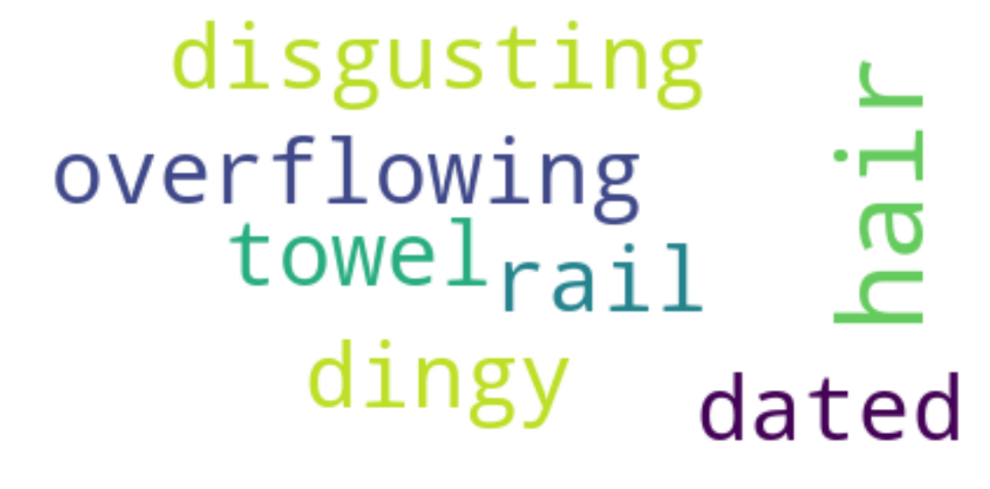 disgusting
overflowing
towel
rail
hair
dingy
dated